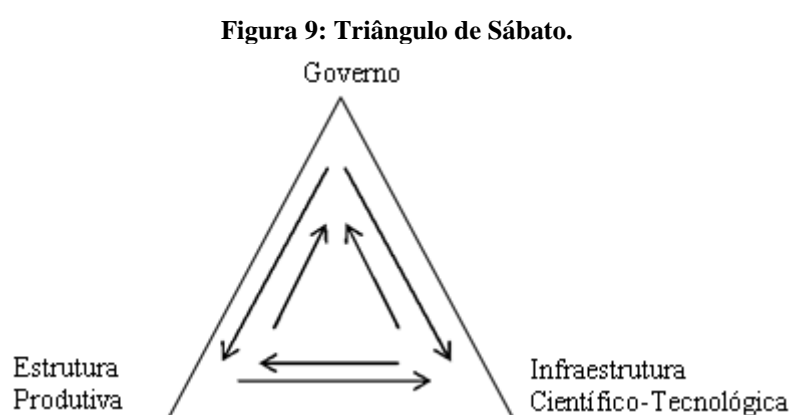 Figura 9: Triângulo de Sábato.
Governo
Estrutura
Produtiva
Infraestrutura
Científico-Tecnológica